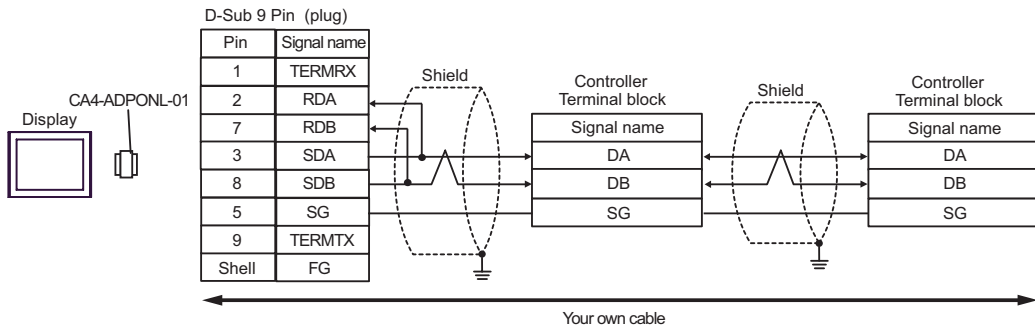 D-Sub 9 Pin (plug)
Pin Signal name
1 TERMRX
2 RDA
7 RDB
3 SDA
8 SDB
5 SG
9 TERMTX
Shell FG
CA4-ADPONL-01
Display
Shield
Controller
Terminal block
Signal name
DA
DB
SG
Shield
Controller
Terminal block
Signal name
DA
DB
SG
Your own cable